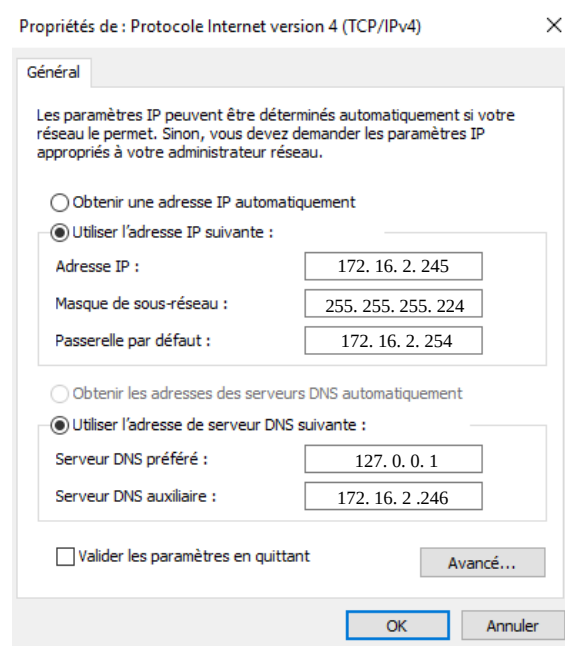 Propriétés de : Protocole Internet version 4 (TCP/IPv4)
Général
Les paramètres IP peuvent être déterminés automatiquement si votre
réseau le permet. Sinon, vous devez demander les paramètres IP
appropriés à votre administrateur réseau.
Obtenir une adresse IP automatiquement
Utiliser l'adresse IP suivante :
Adresse IP : 172. 16. 2. 245
Masque de sous-réseau : 255. 255. 255. 224
Passerelle par défaut : 172. 16. 2. 254
Obtenir les adresses des serveurs DNS automatiquement
Utiliser l'adresse de serveur DNS suivante :
Serveur DNS préféré : 127. 0. 0. 1
Serveur DNS auxiliaire : 172. 16. 2 .246
Valider les paramètres en quittant
Avancé...
OK Annuler